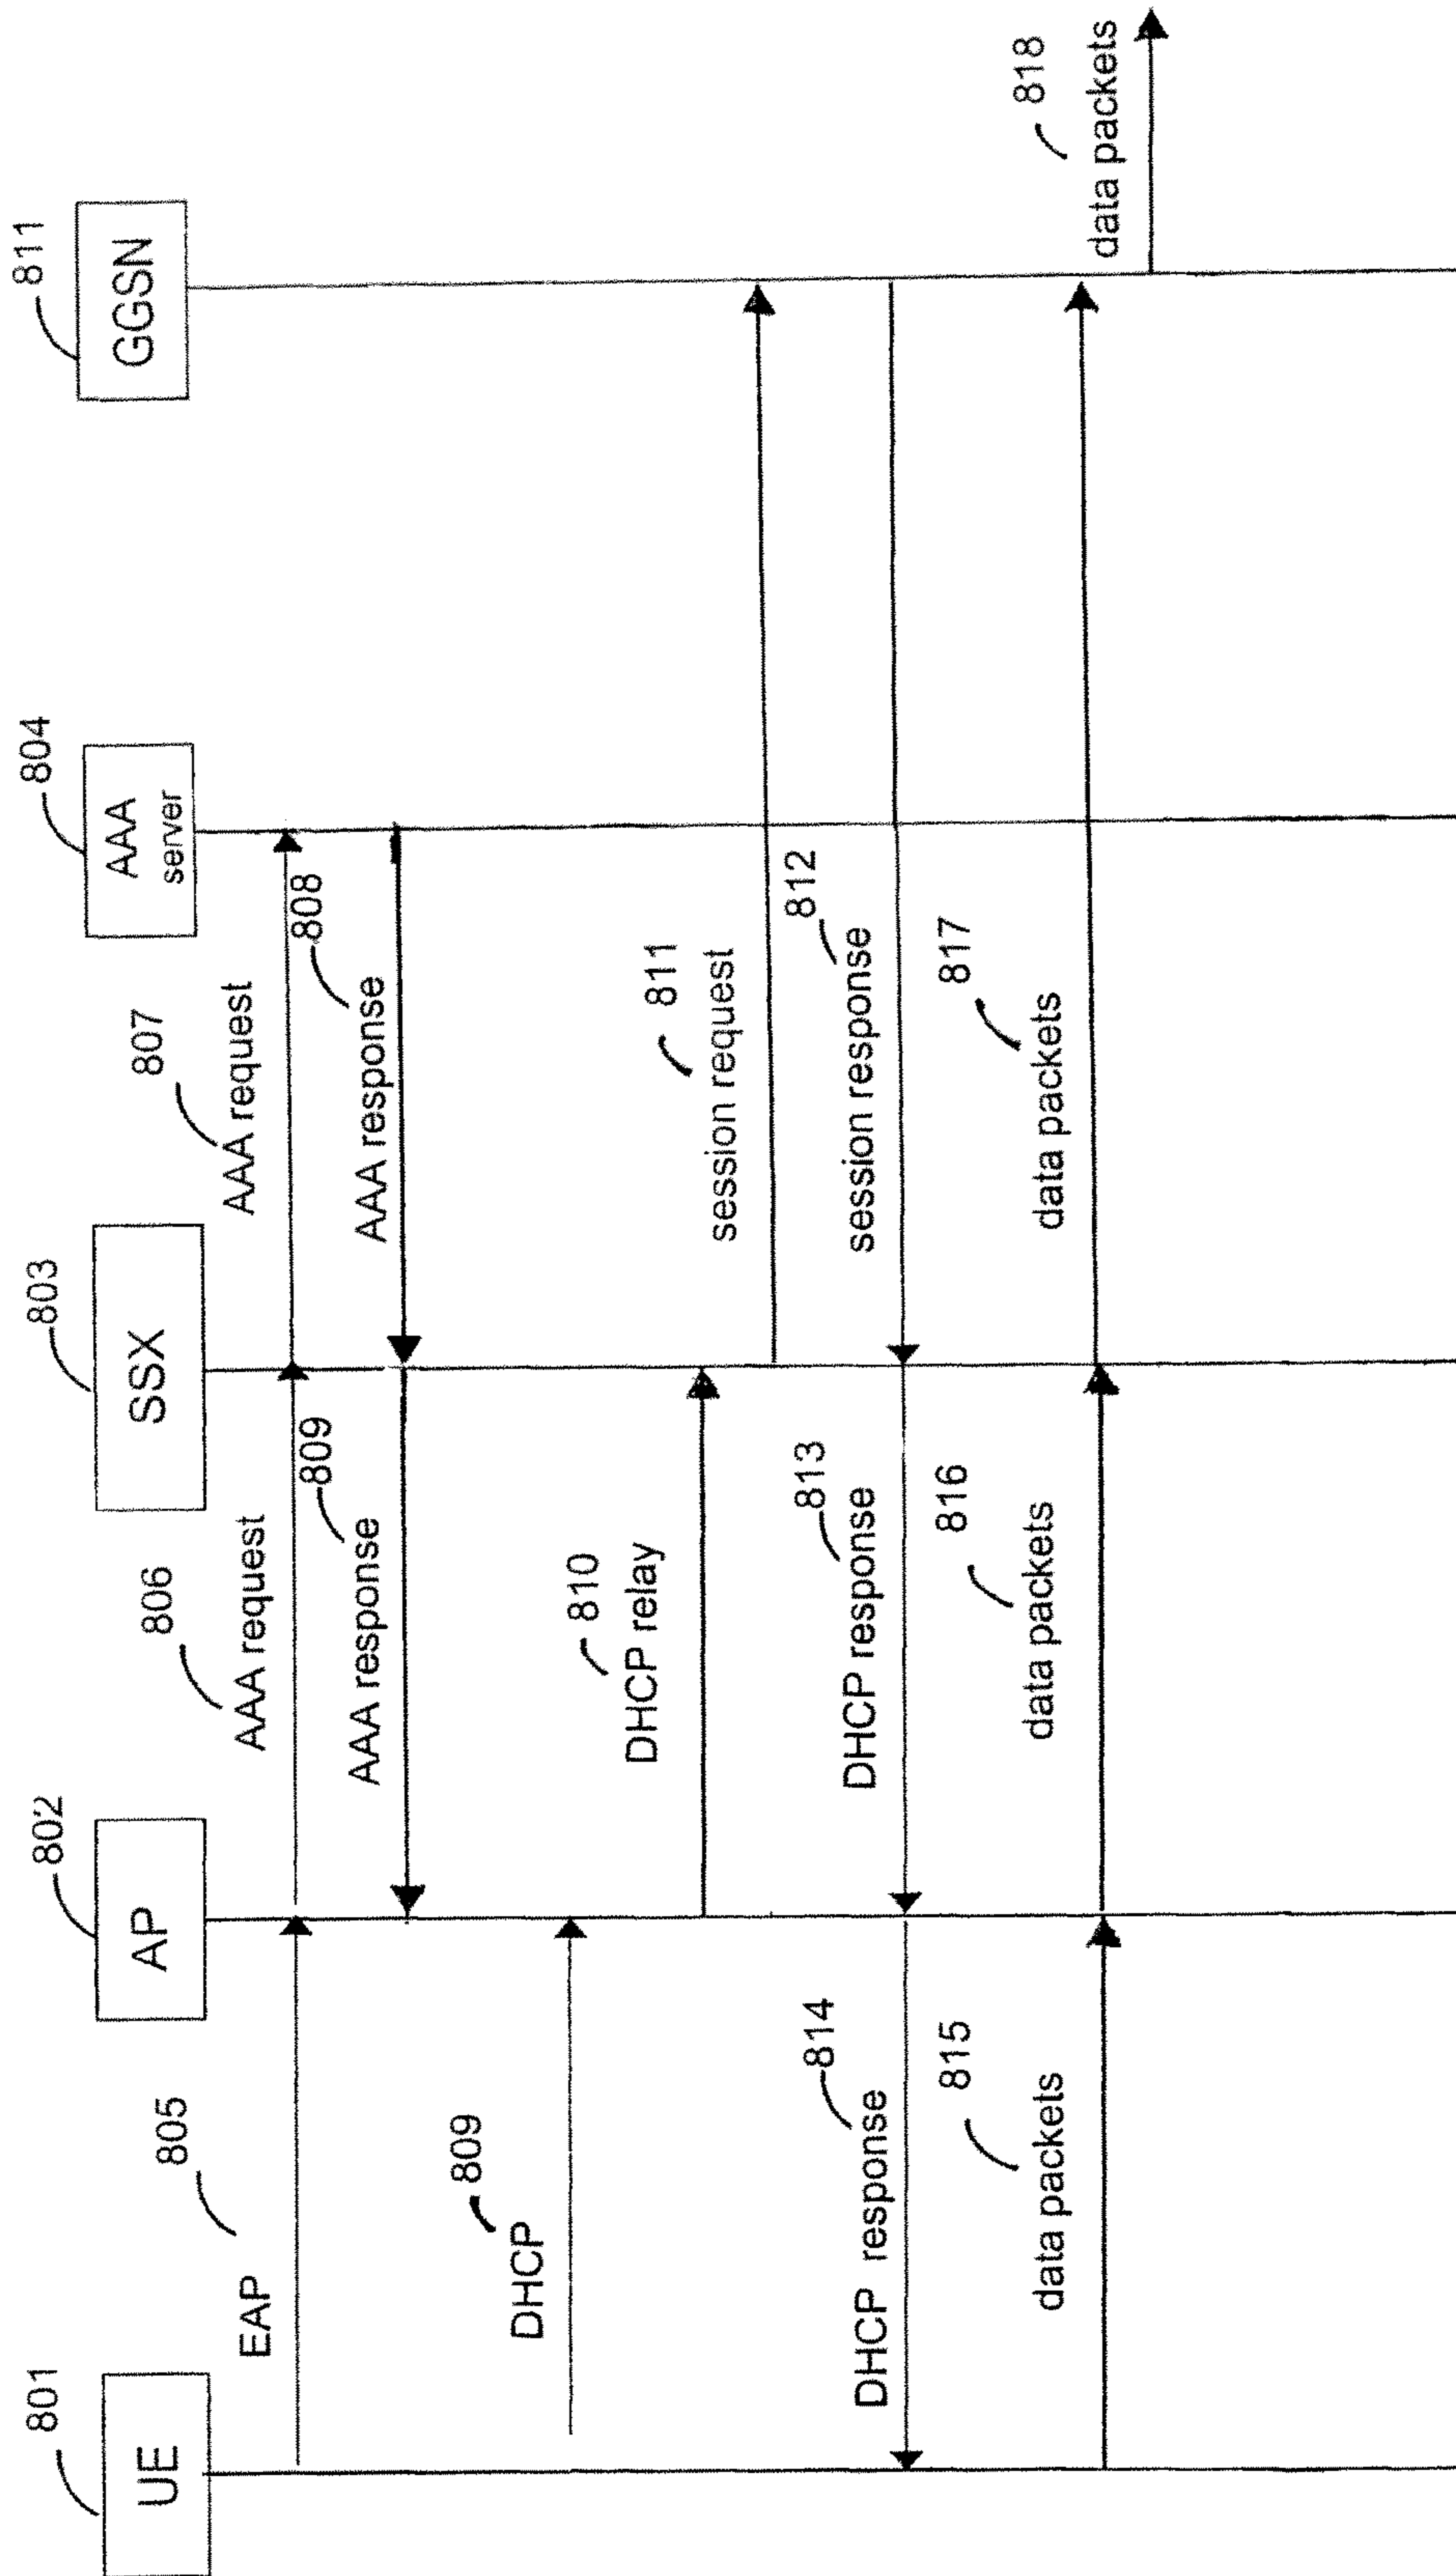 801
UE
802
AP
803
SSX
804
AAA
server
811
GGSN
805
EAP
806
AAA request
807
AAA request
808
AAA response
809
AAA response
809
DHCP
810
DHCP relay
811
session request
812
session response
813
DHCP response
814
DHCP response
815
data packets
816
data packets
817
data packets
818
data packets